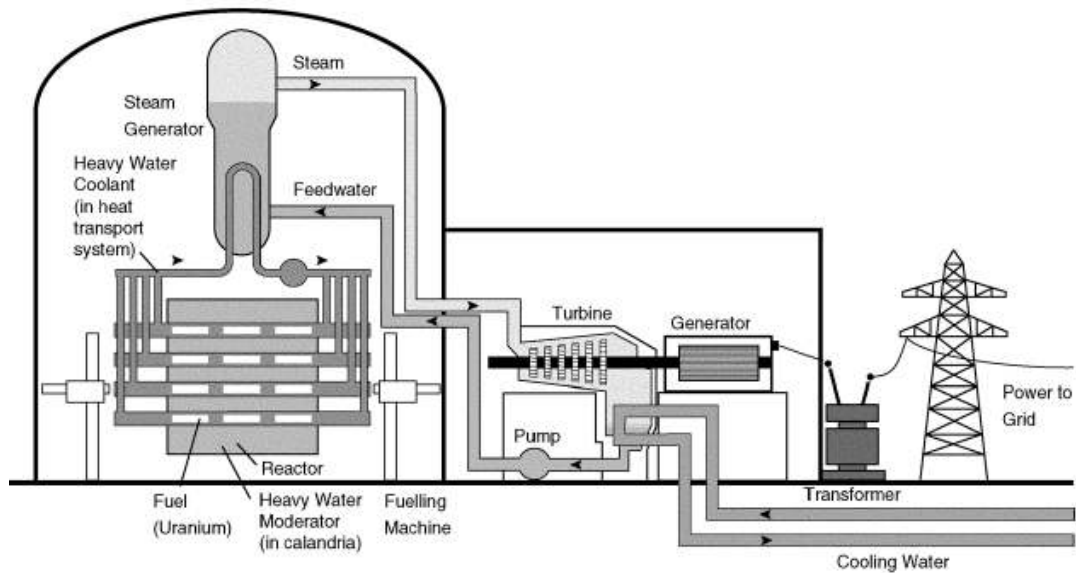 Steam
Steam
Generator
Heavy Water
Coolant
(in heat
transport
system)
Feedwater
Turbine
Generator
Power to
Grid
Pump
Reactor
Transformer
Fuel
(Uranium)
Heavy Water
Moderator
(in calandria)
Fuelling
Machine
Cooling Water